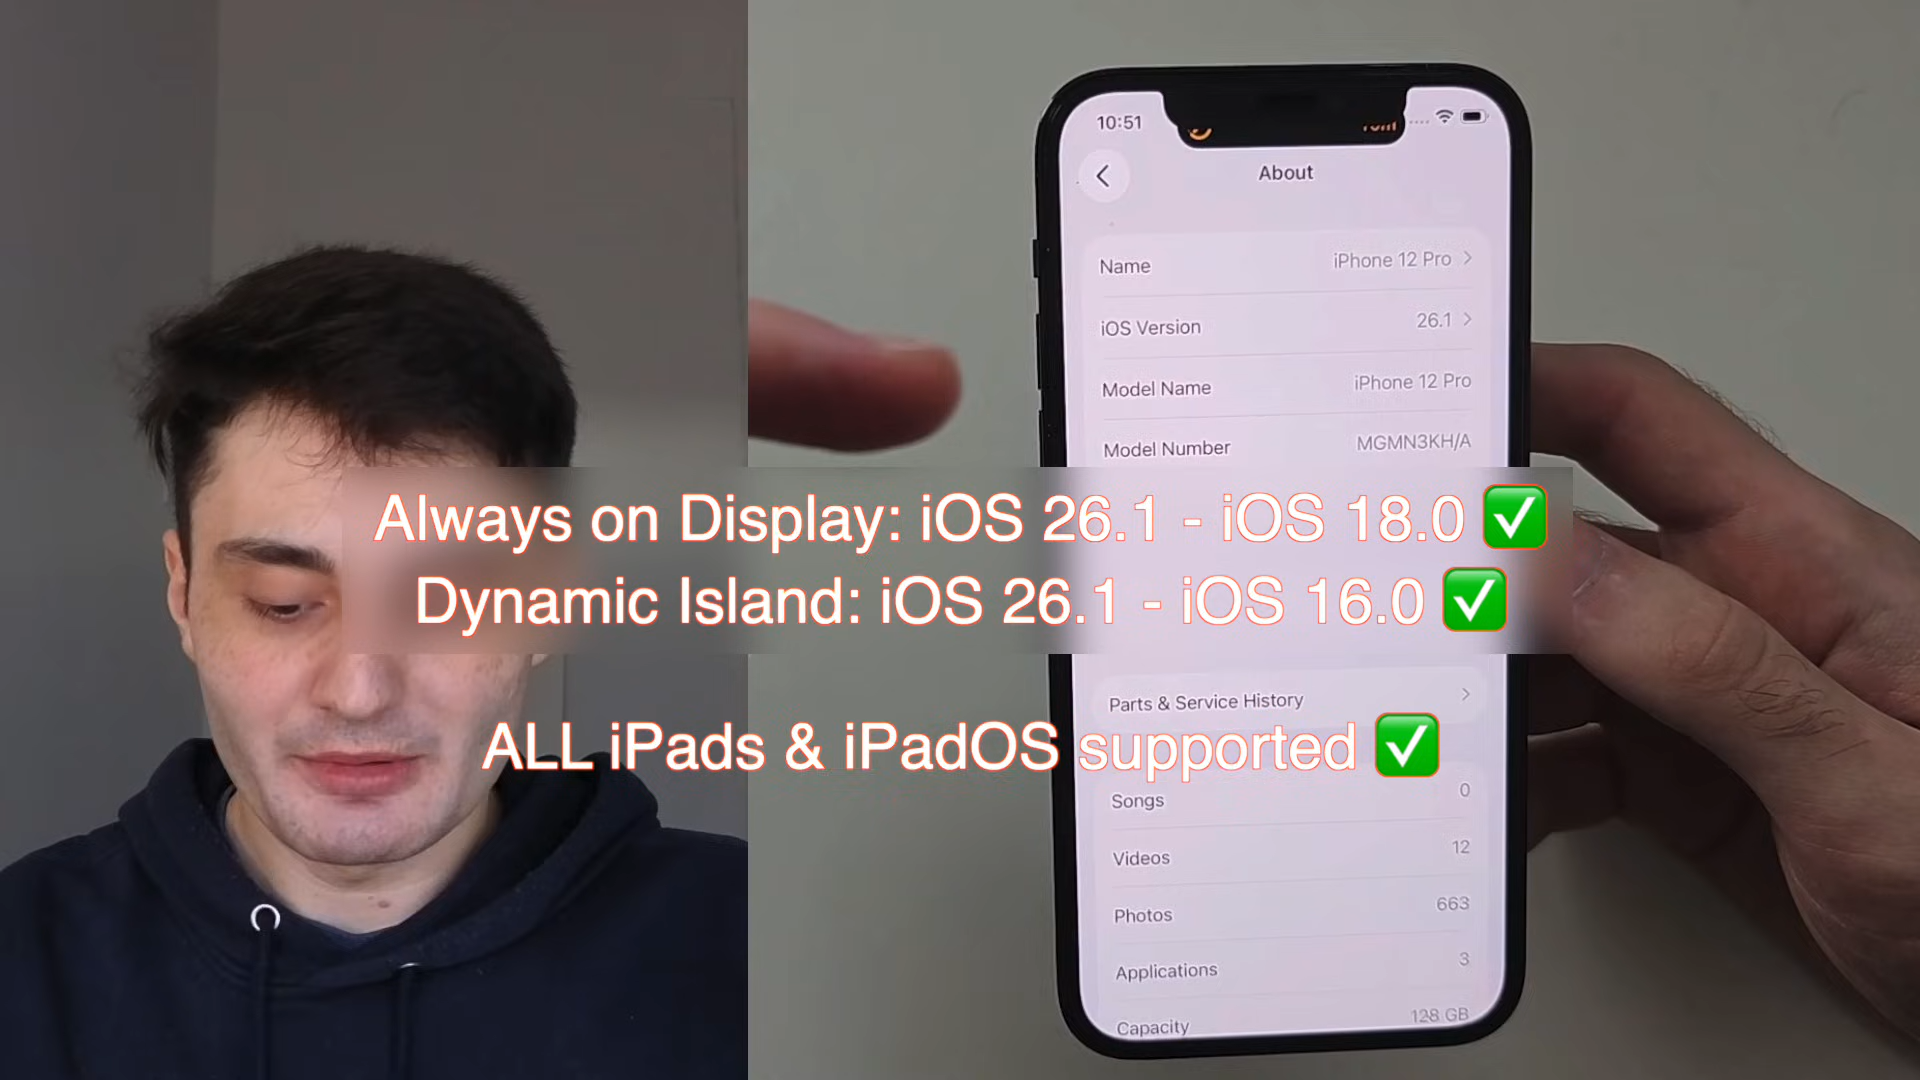 10:51
About
Name iPhone 12 Pro
iOS Version 26.1
Model Name iPhone 12 Pro
Model Number MGMN3KH/A
Always on Display: iOS 26.1 - iOS 18.0 ✅
Dynamic Island: iOS 26.1 - iOS 16.0 ✅
Parts & Service History
ALL iPads & iPadOS supported ✅
Songs 0
Videos 12
Photos 663
Applications 3
Capacity 128 GB